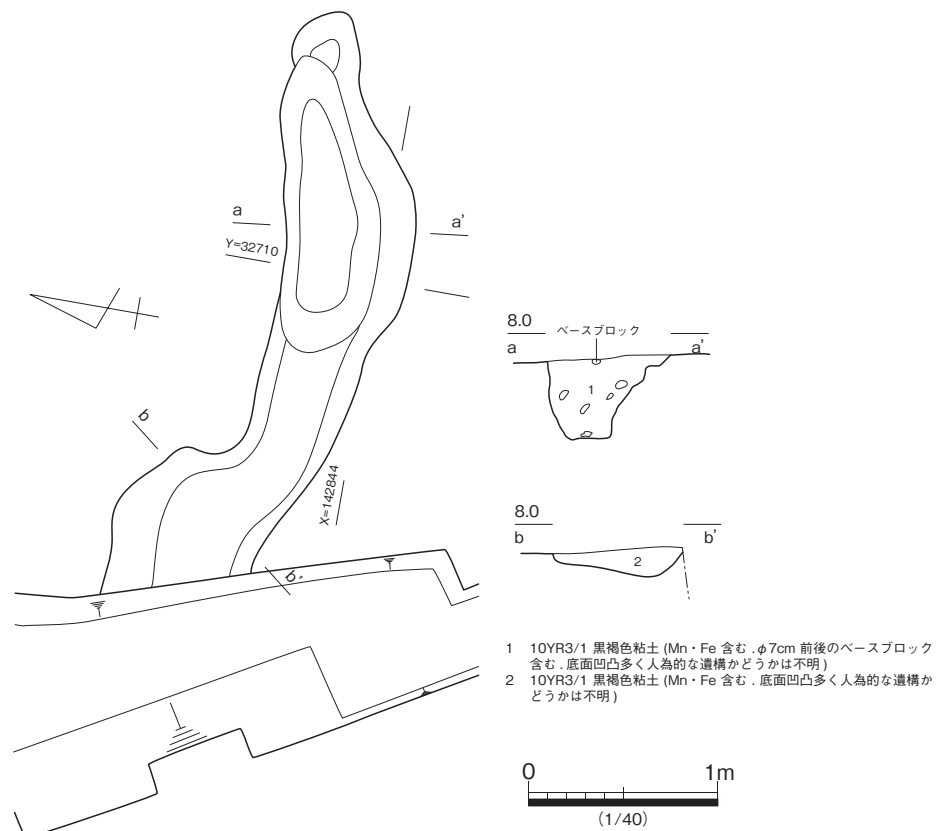 a
a’
Y=32710
b
X=142844
b’
8.0
ベースブロック
a
a’
1
8.0
b
b’
2
1 10YR3/1 黒褐色粘土 (Mn・Fe 含む . φ7cm 前後のベースブロック
含む . 底面凹凸多く人為的な遺構かどうかは不明 )
2 10YR3/1 黒褐色粘土 (Mn・Fe 含む . 底面凹凸多く人為的な遺構か
どうかは不明 )
0 1m
(1/40)